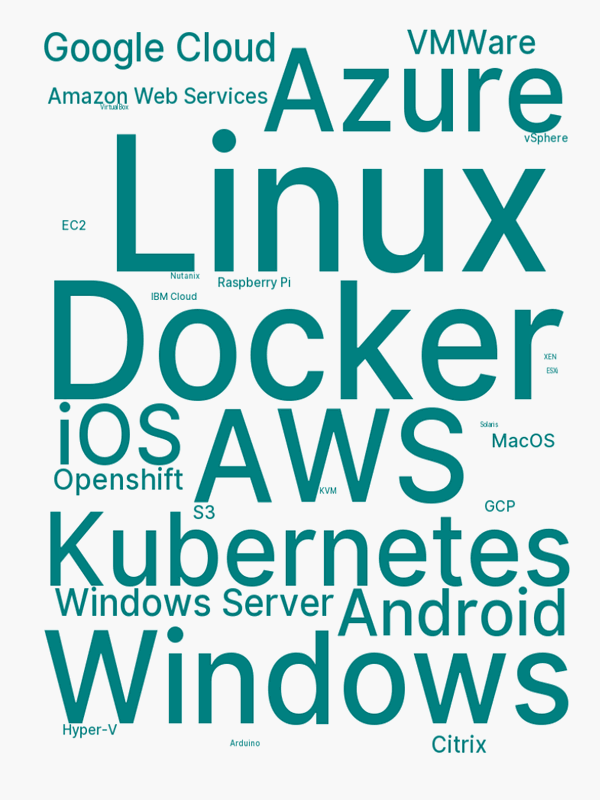 Google Cloud
VMWare
Azure
Amazon Web Services
VirtualBox
vSphere
Linux
EC2
Nutanix
Raspberry Pi
IBM Cloud
Docker
XEN
ESXi
iOS
AWS
Solaris
MacOS
Openshift
KVM
S3
GCP
Kubernetes
Windows Server
Android
Windows
Hyper-V
Arduino
Citrix